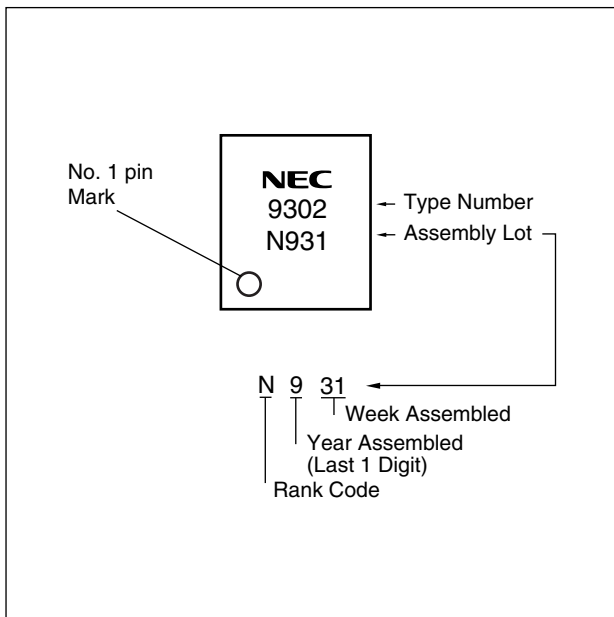 No. 1 pin
Mark
NEC
9302
N931
Type Number
Assembly Lot
N 9 31
Week Assembled
Year Assembled
(Last 1 Digit)
Rank Code